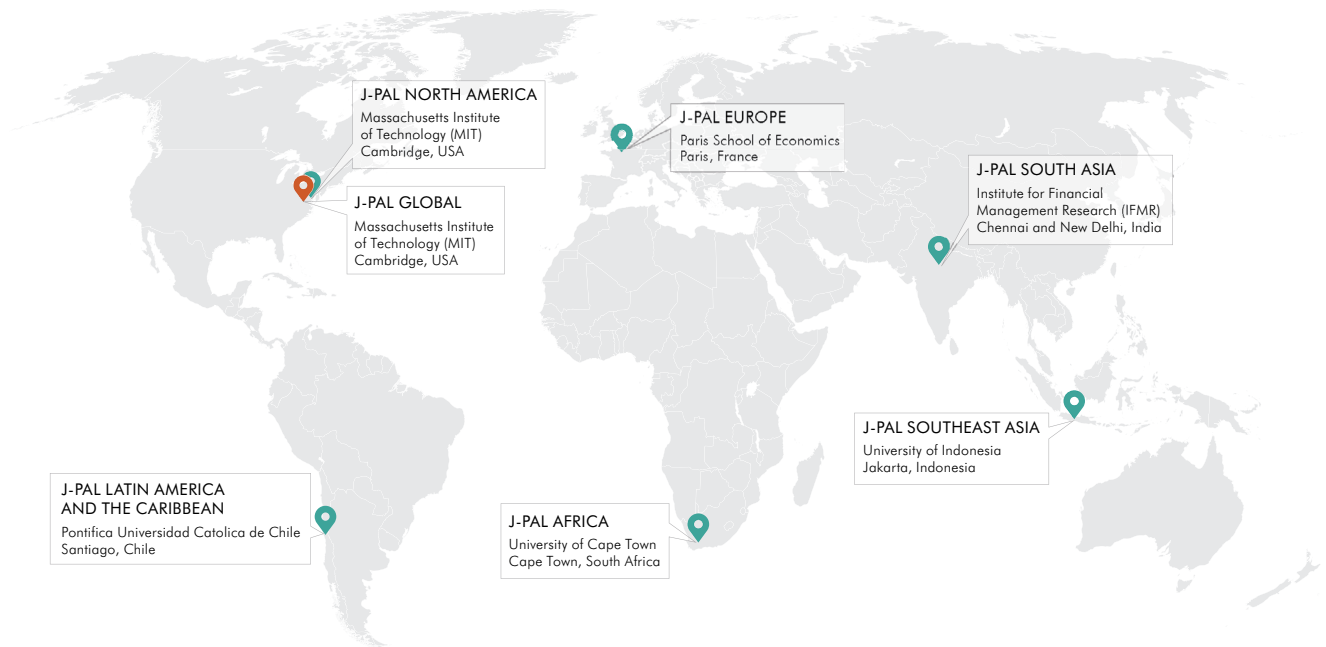 J-PAL NORTH AMERICA
Massachusetts Institute
of Technology (MIT)
Cambridge, USA
J-PAL GLOBAL
Massachusetts Institute
of Technology (MIT)
Cambridge, USA
J-PAL EUROPE
Paris School of Economics
Paris, France
J-PAL SOUTH ASIA
Institute for Financial
Management Research (IFMR)
Chennai and New Delhi, India
J-PAL SOUTHEAST ASIA
University of Indonesia
Jakarta, Indonesia
J-PAL LATIN AMERICA
AND THE CARIBBEAN
Pontifica Universidad Catolica de Chile
Santiago, Chile
J-PAL AFRICA
University of Cape Town
Cape Town, South Africa